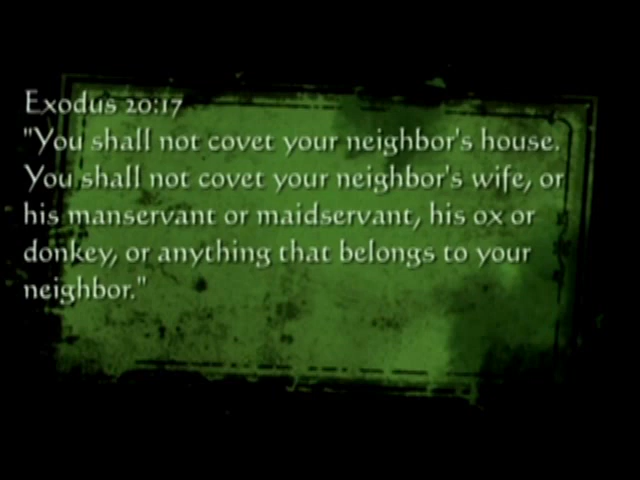 Exodus 20:17
"You shall not covet your neighbor's house.
You shall not covet your neighbor's wife, or
his manservant or maidservant, his ox or
donkey, or anything that belongs to your
neighbor."